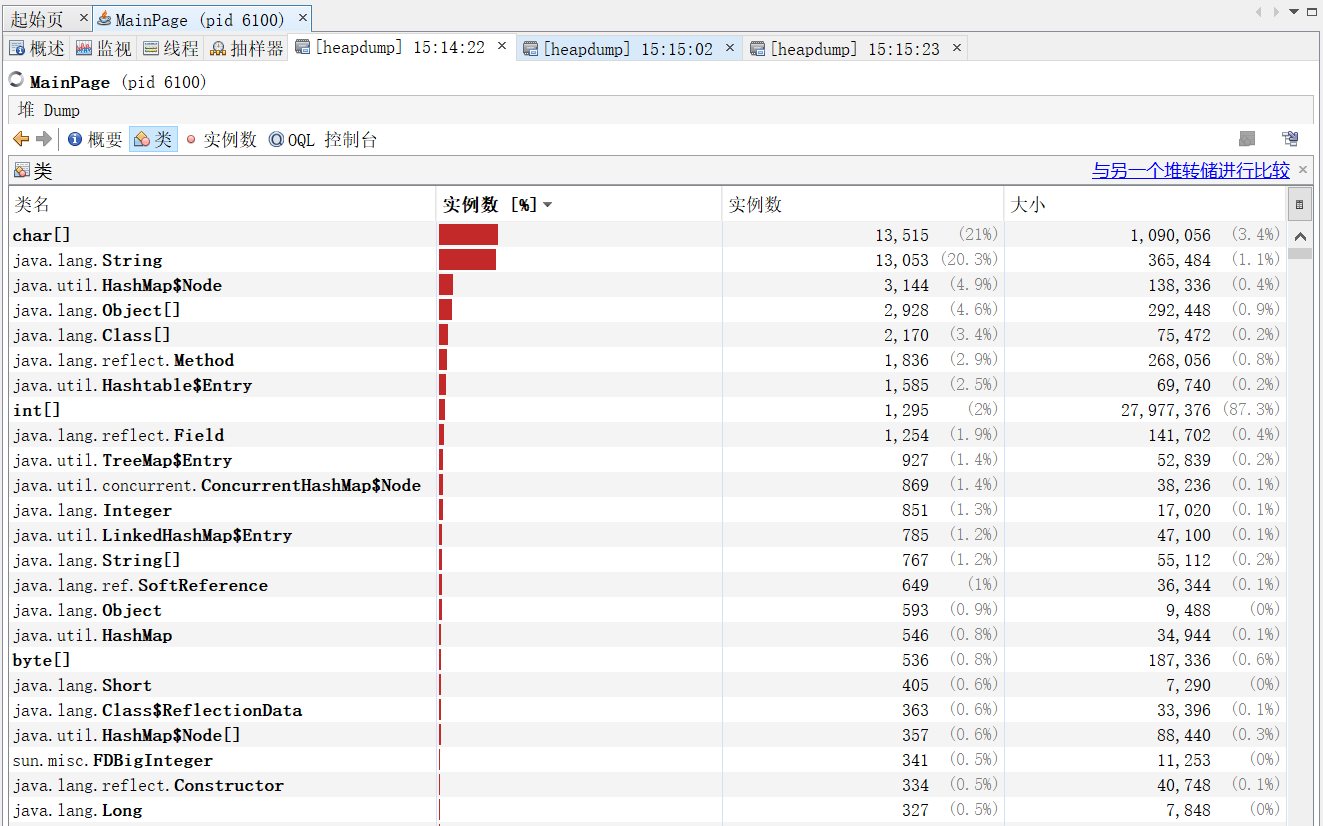 起始页 × MainPage (pid 6100) ×
概述 监视 线程 抽样器 [heapdump] 15:14:22 × [heapdump] 15:15:02 × [heapdump] 15:15:23 ×
MainPage (pid 6100)
堆 Dump
概要 类 实例数 OQL 控制台
类 与另一个堆转储进行比较 ×
类名 实例数 [%] 实例数 大小
char[] 13,515 (21%) 1,090,056 (3.4%)
java.lang.String 13,053 (20.3%) 365,484 (1.1%)
java.util.HashMap$Node 3,144 (4.9%) 138,336 (0.4%)
java.lang.Object[] 2,928 (4.6%) 292,448 (0.9%)
java.lang.Class[] 2,170 (3.4%) 75,472 (0.2%)
java.lang.reflect.Method 1,836 (2.9%) 268,056 (0.8%)
java.util.Hashtable$Entry 1,585 (2.5%) 69,740 (0.2%)
int[] 1,295 (2%) 27,977,376 (87.3%)
java.lang.reflect.Field 1,254 (1.9%) 141,702 (0.4%)
java.util.TreeMap$Entry 927 (1.4%) 52,839 (0.2%)
java.util.concurrent.ConcurrentHashMap$Node 869 (1.4%) 38,236 (0.1%)
java.lang.Integer 851 (1.3%) 17,020 (0.1%)
java.util.LinkedHashMap$Entry 785 (1.2%) 47,100 (0.1%)
java.lang.String[] 767 (1.2%) 55,112 (0.2%)
java.lang.ref.SoftReference 649 (1%) 36,344 (0.1%)
java.lang.Object 593 (0.9%) 9,488 (0%)
java.util.HashMap 546 (0.8%) 34,944 (0.1%)
byte[] 536 (0.8%) 187,336 (0.6%)
java.lang.Short 405 (0.6%) 7,290 (0%)
java.lang.Class$ReflectionData 363 (0.6%) 33,396 (0.1%)
java.util.HashMap$Node[] 357 (0.6%) 88,440 (0.3%)
sun.misc.FDBigInteger 341 (0.5%) 11,253 (0%)
java.lang.reflect.Constructor 334 (0.5%) 40,748 (0.1%)
java.lang.Long 327 (0.5%) 7,848 (0%)